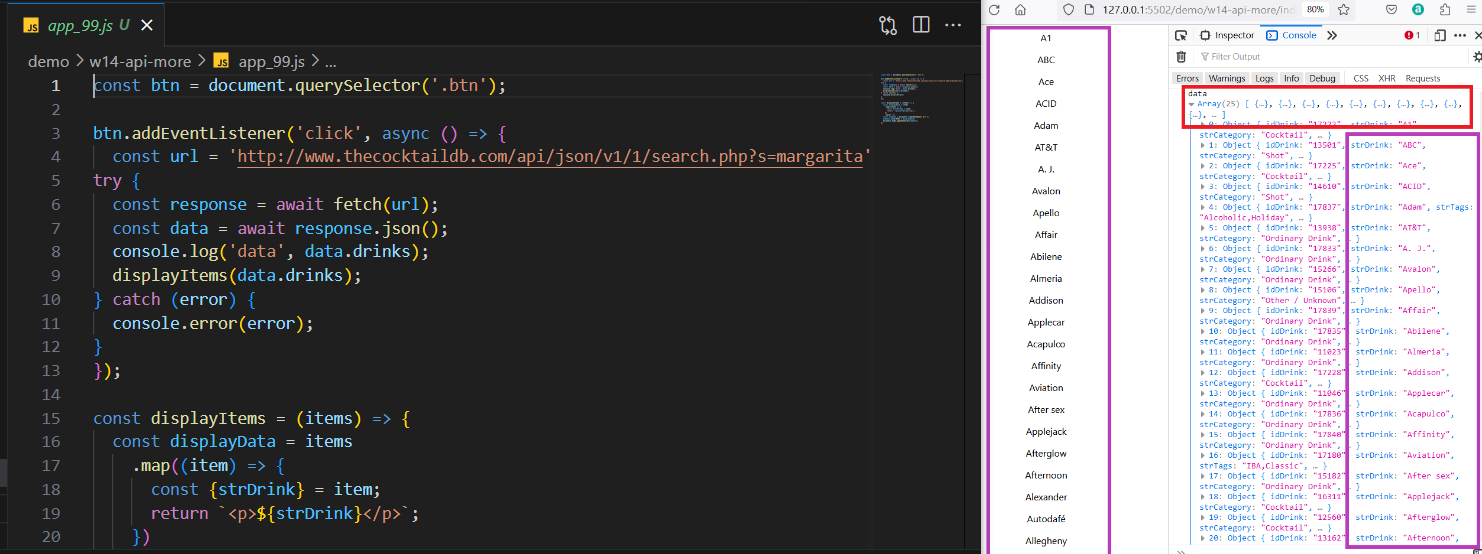 app_99.js U
demo > w14-api-more > app_99.js > ...
1 const btn = document.querySelector('.btn');
2
3 btn.addEventListener('click', async () => {
4 const url = 'http://www.thecocktaildb.com/api/json/v1/1/search.php?s=margarita'
5 try {
6 const response = await fetch(url);
7 const data = await response.json();
8 console.log('data', data.drinks);
9 displayItems(data.drinks);
10 } catch (error) {
11 console.error(error);
12 }
13 });
14
15 const displayItems = (items) => {
16 const displayData = items
17 .map((item) => {
18 const {strDrink} = item;
19 return `<p>${strDrink}</p>`;
20 })
127.0.0.1:5502/demo/w14-api-more/ind 80%
A1
ABC
Ace
ACID
Adam
AT&T
A. J.
Avalon
Apello
Affair
Abilene
Almeria
Addison
Applecar
Acapulco
Affinity
Aviation
After sex
Applejack
Afterglow
Afternoon
Alexander
Autodafé
Allegheny
Inspector Console 1
Filter Output
Errors Warnings Logs Info Debug CSS XHR Requests
data
Array(25) [ {…}, {…}, {…}, {…}, {…}, {…}, {…}, {…}, {…},
{…}, … ]
0: Object { idDrink: "17222", strDrink: "A1",
strCategory: "Cocktail", … }
1: Object { idDrink: "13501", strDrink: "ABC",
strCategory: "Shot", … }
2: Object { idDrink: "17225", strDrink: "Ace",
strCategory: "Cocktail", … }
3: Object { idDrink: "14610", strDrink: "ACID",
strCategory: "Shot", … }
4: Object { idDrink: "17837", strDrink: "Adam", strTags:
"Alcoholic,Holiday", … }
5: Object { idDrink: "13938", strDrink: "AT&T",
strCategory: "Ordinary Drink", … }
6: Object { idDrink: "17833", strDrink: "A. J.",
strCategory: "Ordinary Drink", … }
7: Object { idDrink: "15266", strDrink: "Avalon",
strCategory: "Ordinary Drink", … }
8: Object { idDrink: "15106", strDrink: "Apello",
strCategory: "Other / Unknown", … }
9: Object { idDrink: "17839", strDrink: "Affair",
strCategory: "Ordinary Drink", … }
10: Object { idDrink: "17835", strDrink: "Abilene",
strCategory: "Ordinary Drink", … }
11: Object { idDrink: "11023", strDrink: "Almeria",
strCategory: "Ordinary Drink", … }
12: Object { idDrink: "17228", strDrink: "Addison",
strCategory: "Cocktail", … }
13: Object { idDrink: "11046", strDrink: "Applecar",
strCategory: "Ordinary Drink", … }
14: Object { idDrink: "17836", strDrink: "Acapulco",
strCategory: "Ordinary Drink", … }
15: Object { idDrink: "17840", strDrink: "Affinity",
strCategory: "Ordinary Drink", … }
16: Object { idDrink: "17180", strDrink: "Aviation",
strTags: "IBA,Classic", … }
17: Object { idDrink: "15182", strDrink: "After sex",
strCategory: "Ordinary Drink", … }
18: Object { idDrink: "16311", strDrink: "Applejack",
strCategory: "Cocktail", … }
19: Object { idDrink: "12560", strDrink: "Afterglow",
strCategory: "Cocktail", … }
20: Object { idDrink: "13162", strDrink: "Afternoon",